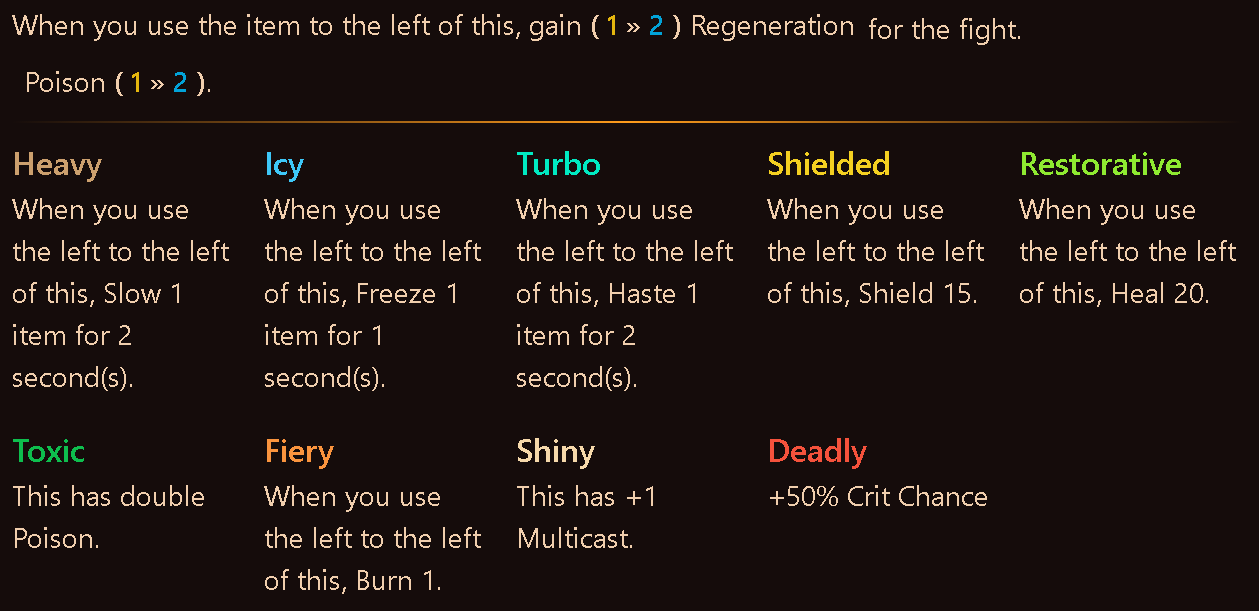 When you use the item to the left of this, gain ( 1 » 2 ) Regeneration for the fight.
Poison ( 1 » 2 ).
Heavy
When you use
the left to the left
of this, Slow 1
item for 2
second(s).
Icy
When you use
the left to the left
of this, Freeze 1
item for 1
second(s).
Turbo
When you use
the left to the left
of this, Haste 1
item for 2
second(s).
Shielded
When you use
the left to the left
of this, Shield 15.
Restorative
When you use
the left to the left
of this, Heal 20.
Toxic
This has double
Poison.
Fiery
When you use
the left to the left
of this, Burn 1.
Shiny
This has +1
Multicast.
Deadly
+50% Crit Chance